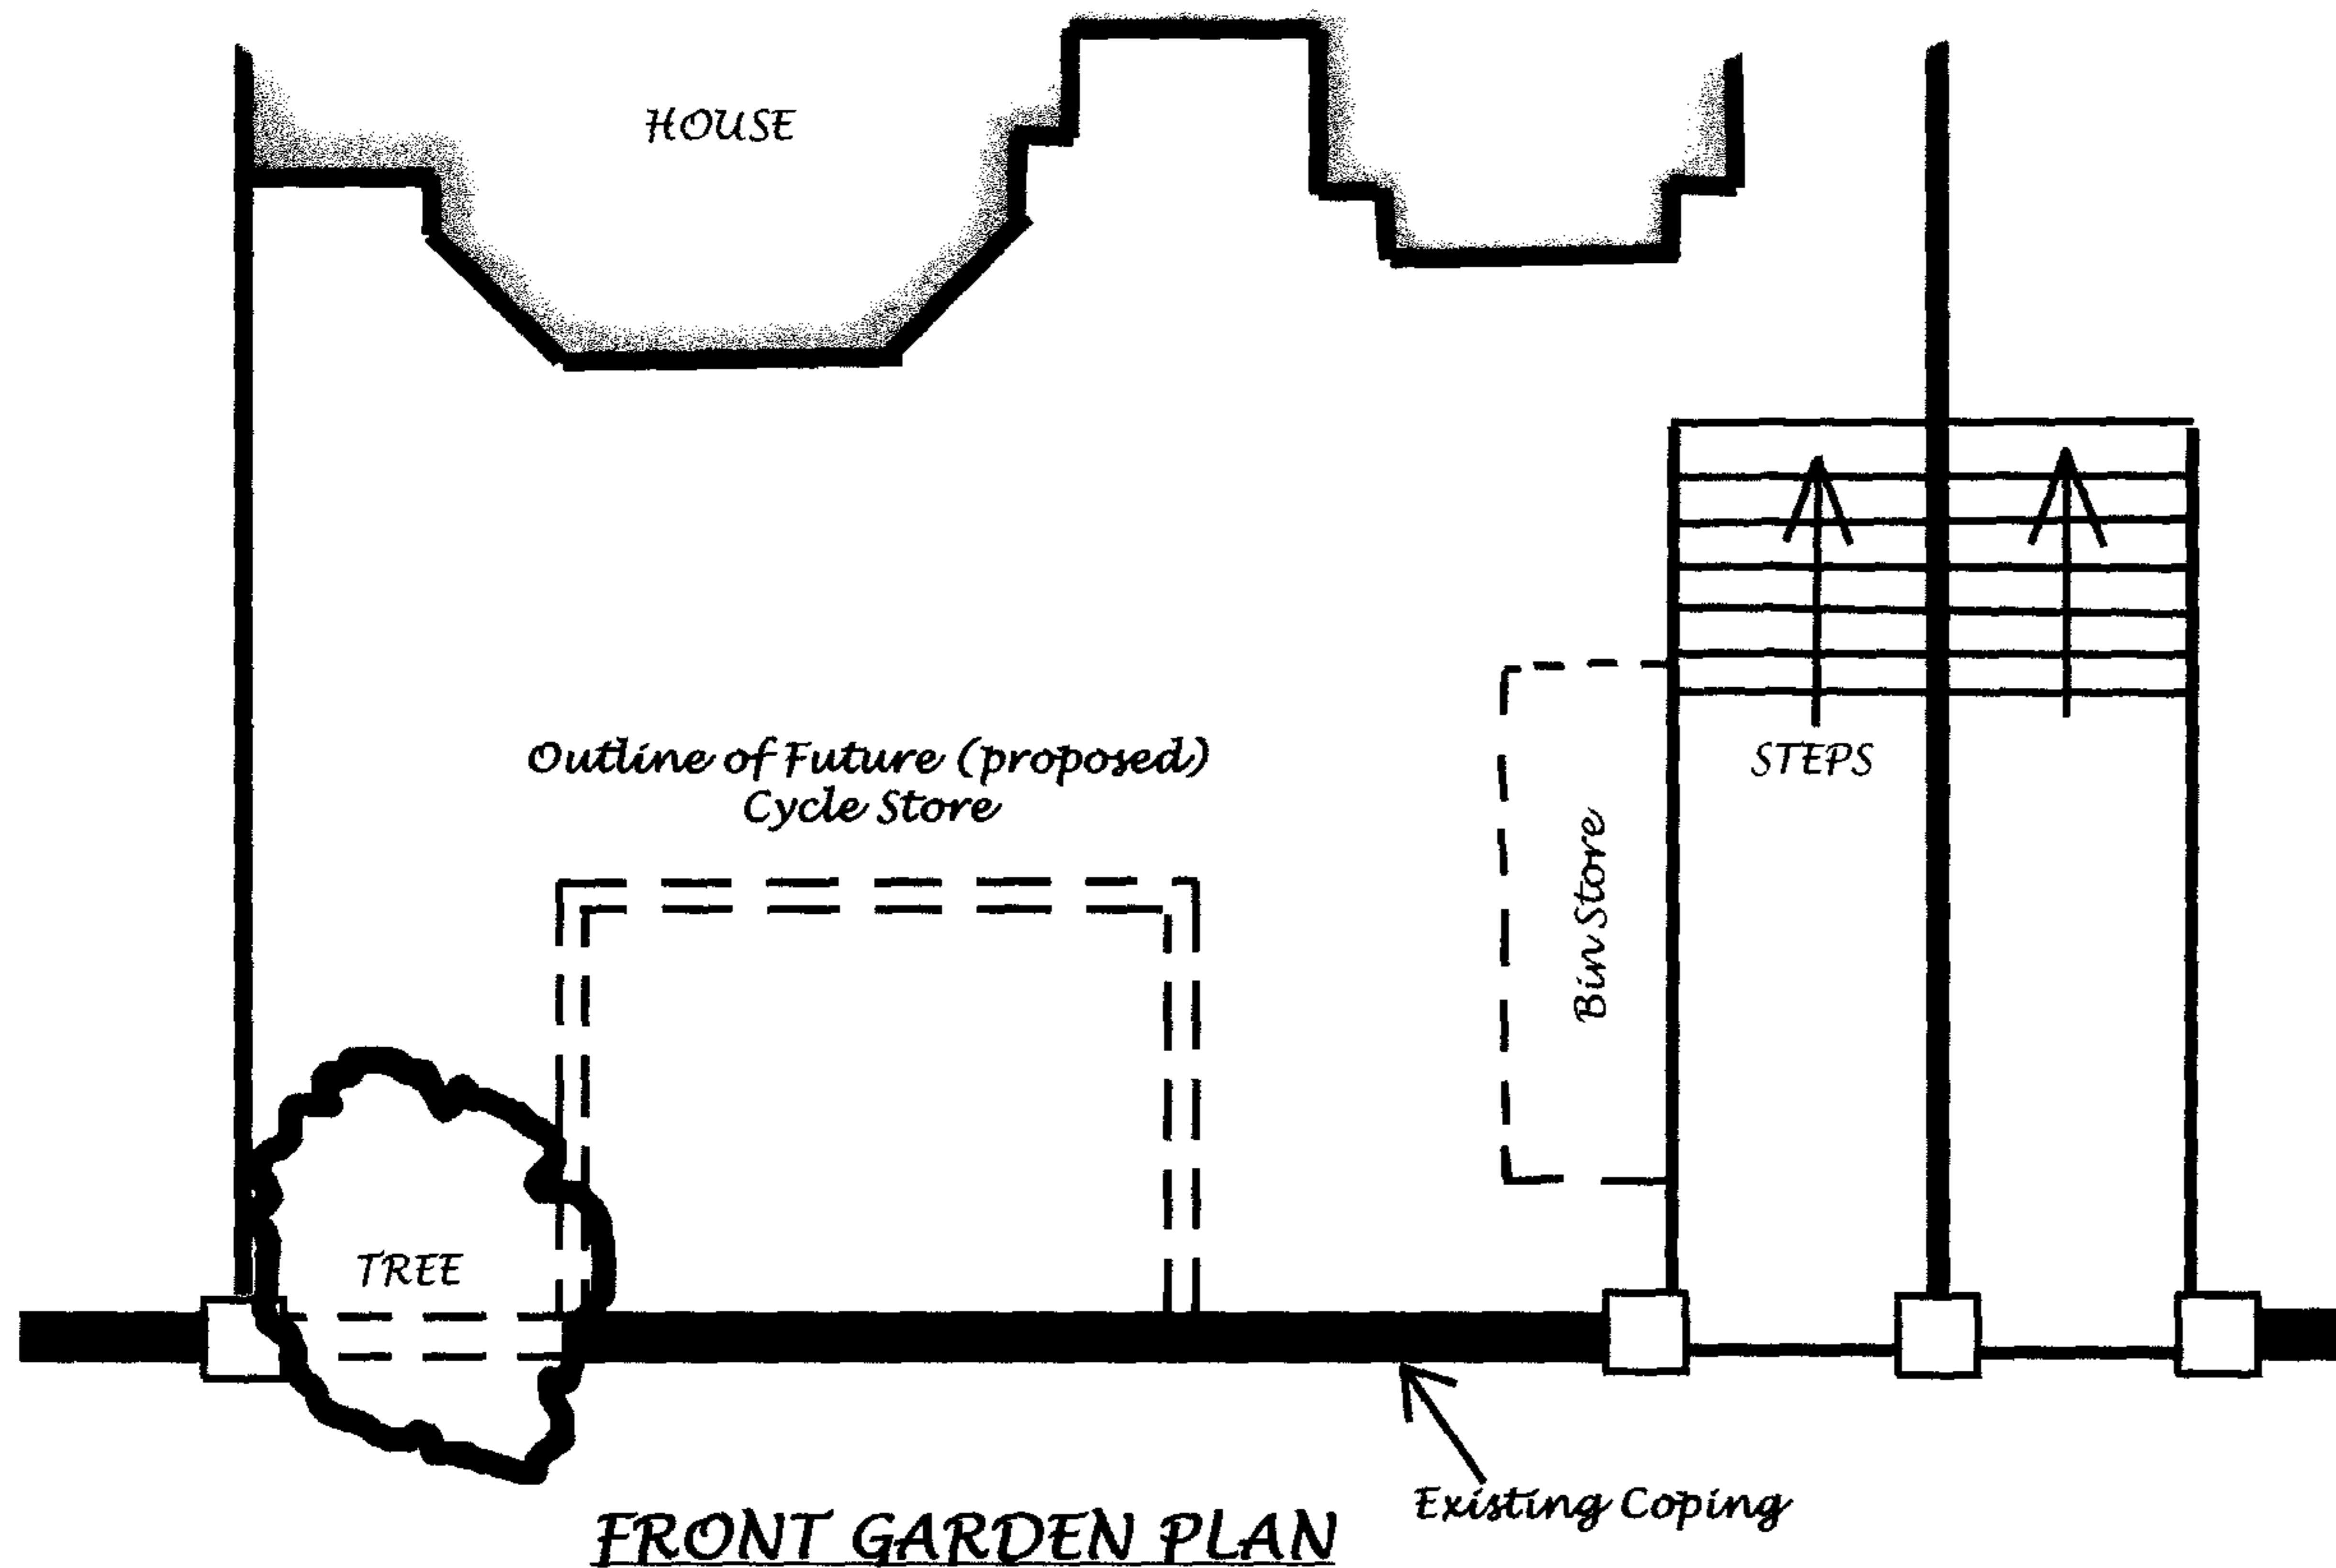 HOUSE
Outline of Future (proposed)
Cycle Store
STEPS
Bin Store
TREE
Existing Coping
FRONT GARDEN PLAN